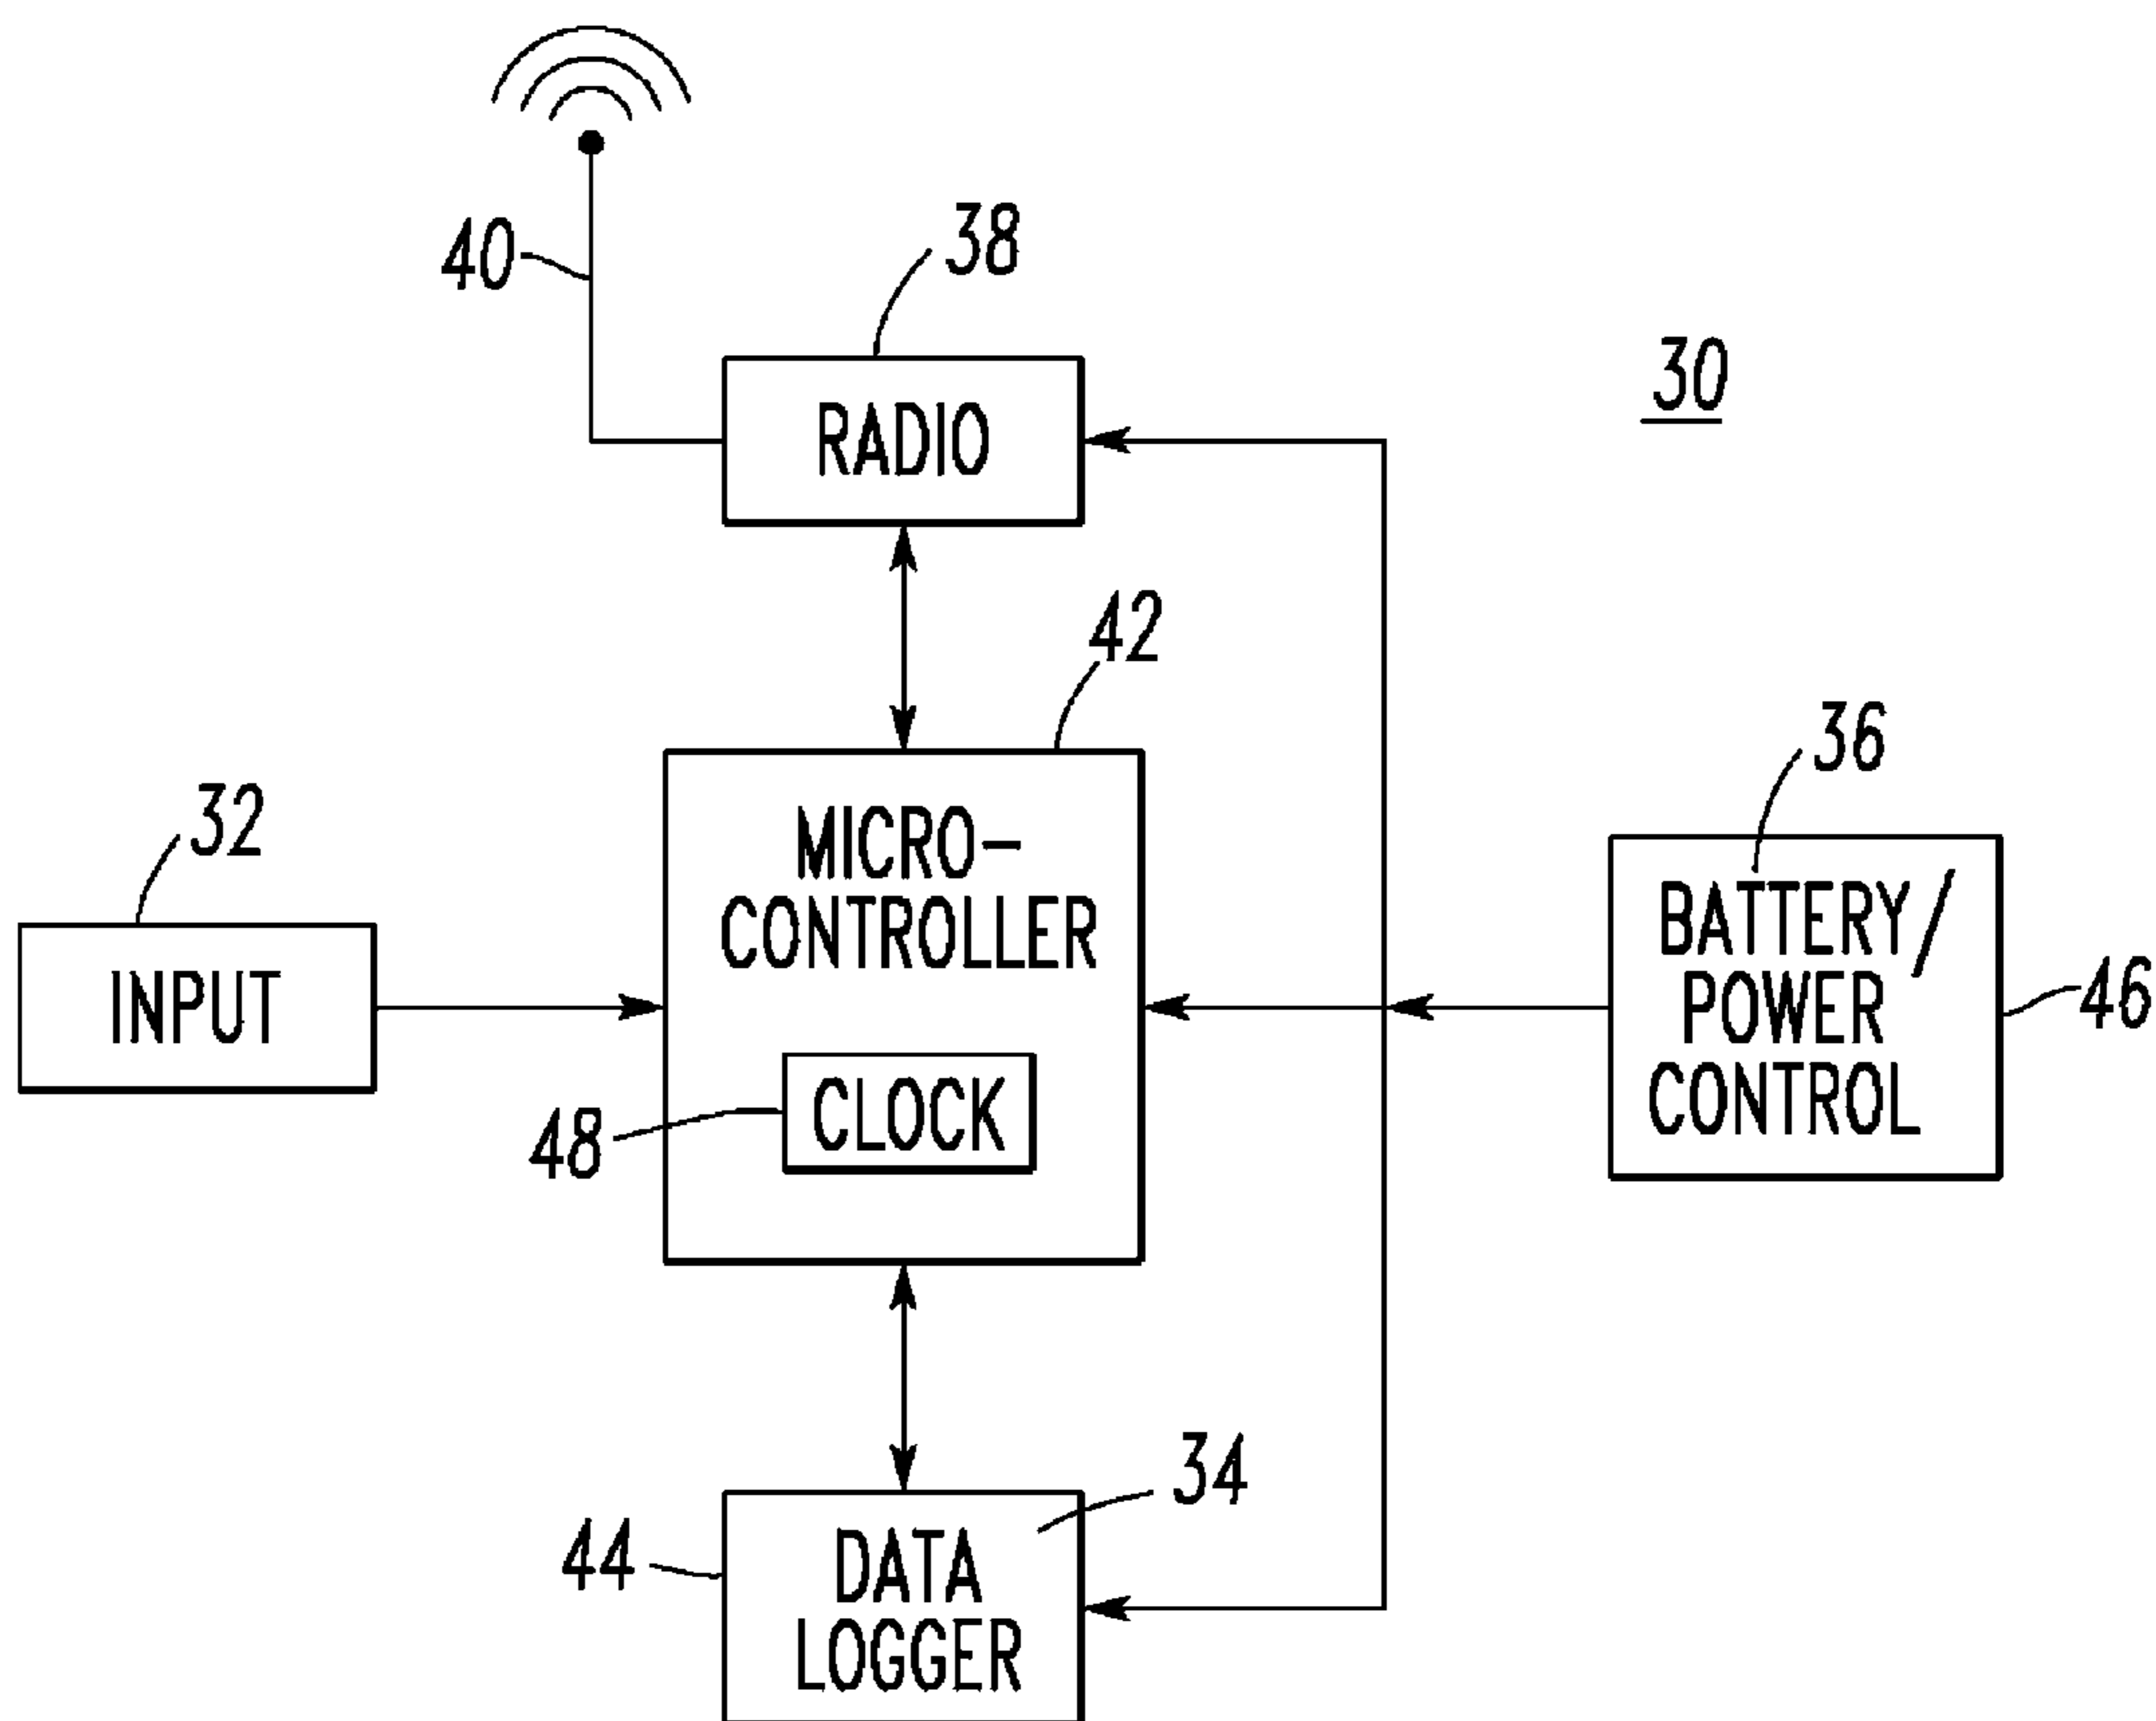 40
38
RADIO
30
42
36
32
MICRO-
CONTROLLER
BATTERY/
POWER
CONTROL
46
INPUT
CLOCK
48
34
44
DATA
LOGGER